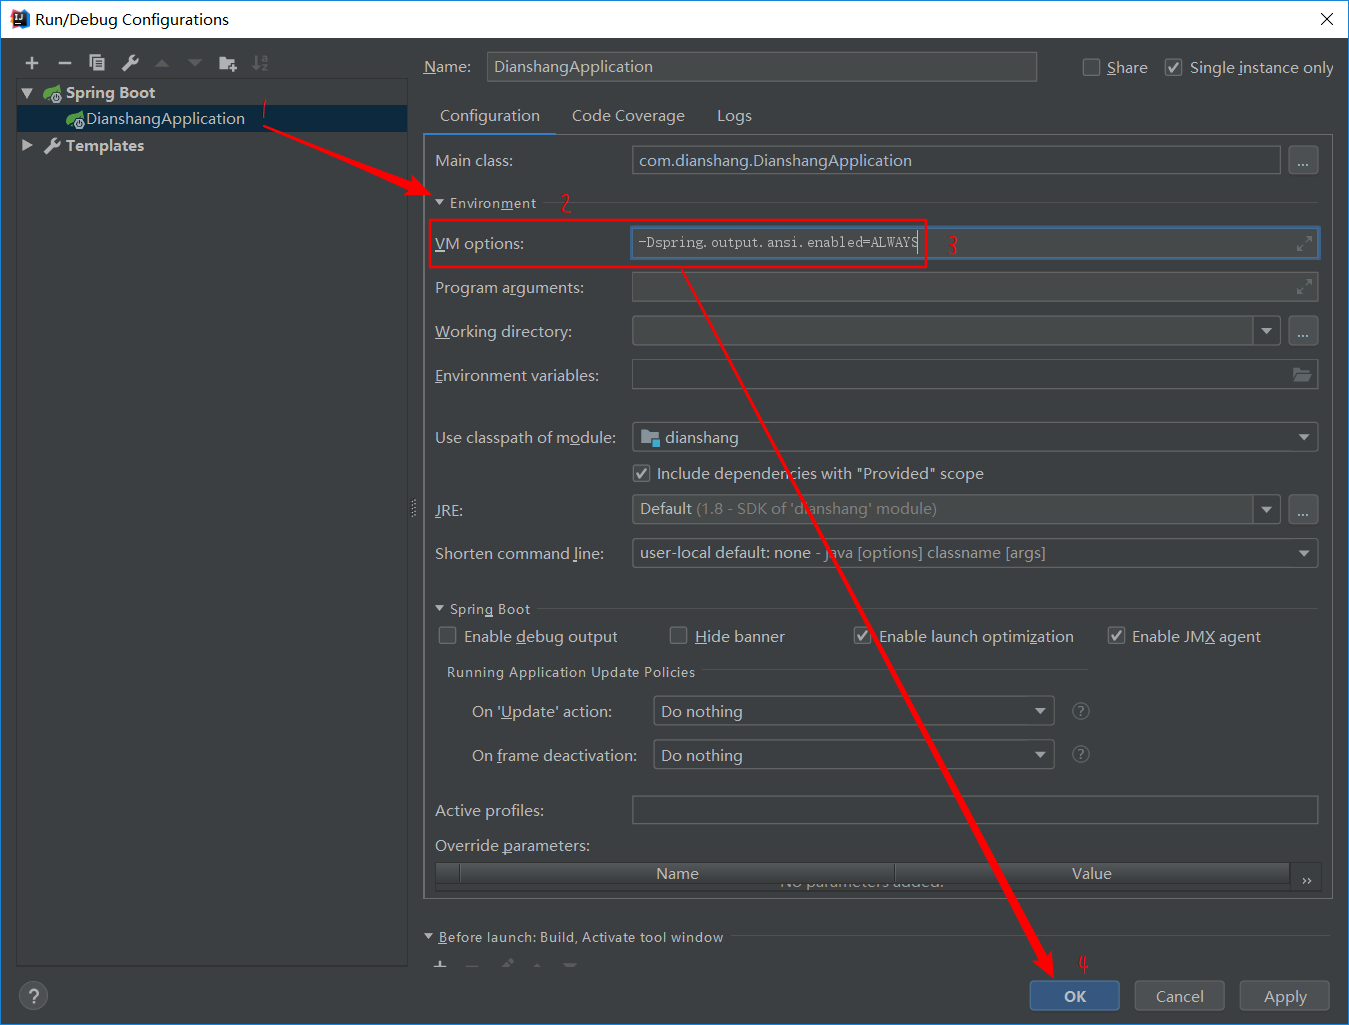 Run/Debug Configurations
Name: DianshangApplication Share Single instance only
Spring Boot
DianshangApplication 1
Templates
Configuration Code Coverage Logs
Main class: com.dianshang.DianshangApplication ...
Environment 2
VM options: -Dspring.output.ansi.enabled=ALWAYS 3
Program arguments:
Working directory: ...
Environment variables:
Use classpath of module: dianshang
Include dependencies with "Provided" scope
JRE: Default (1.8 - SDK of 'dianshang' module) ...
Shorten command line: user-local default: none - java [options] classname [args]
Spring Boot
Enable debug output Hide banner Enable launch optimization Enable JMX agent
Running Application Update Policies
On 'Update' action: Do nothing ?
On frame deactivation: Do nothing ?
Active profiles:
Override parameters:
Name Value »
No parameters added.
Before launch: Build, Activate tool window
4
? OK Cancel Apply